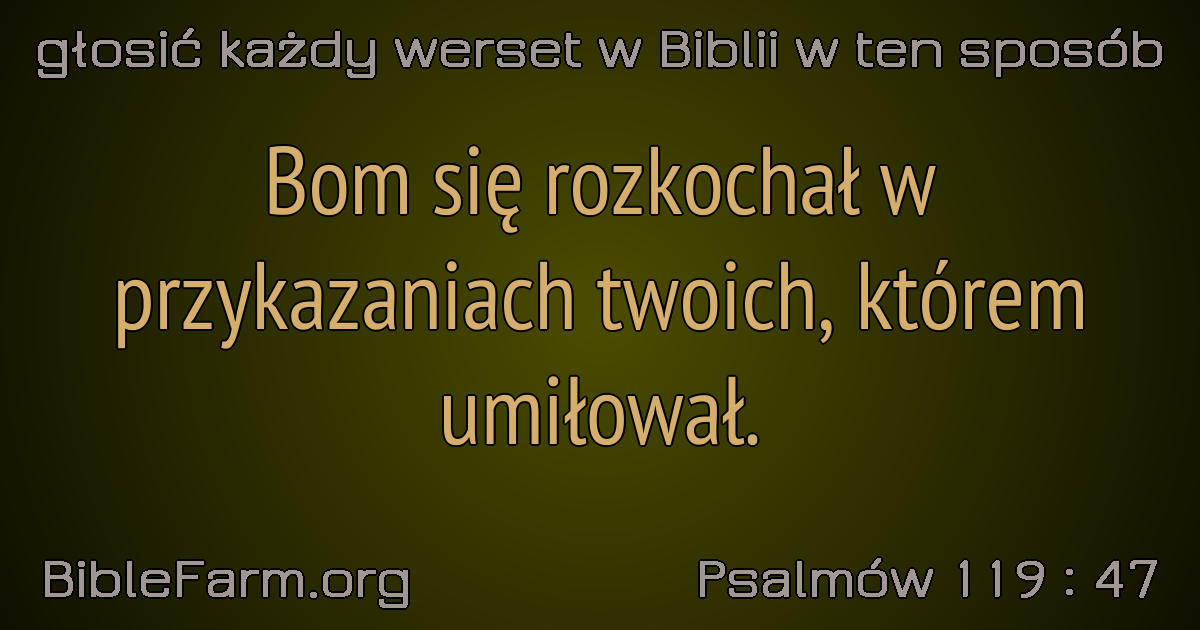 głosić każdy werset w Biblii w ten sposób
Bom się rozkochał w
przykazaniach twoich, którem
umiłował.
BibleFarm.org
Psalmów 119 : 47